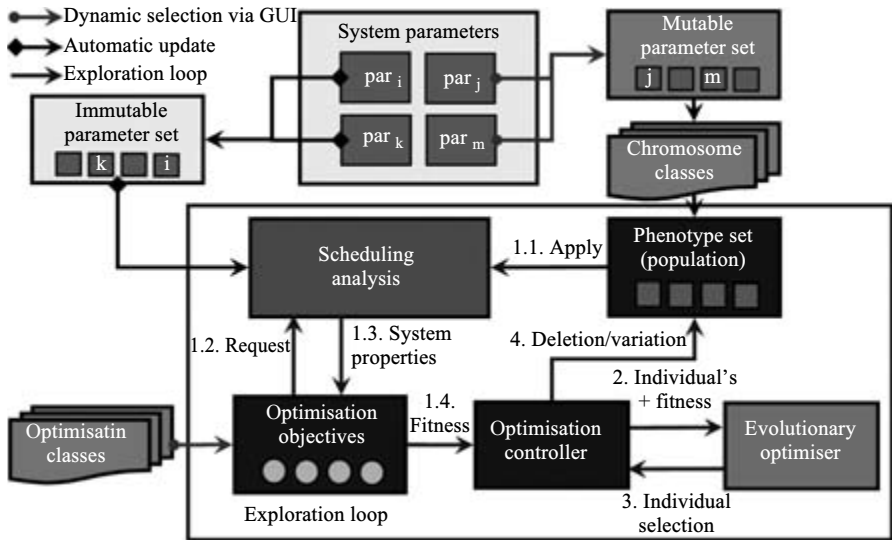 Dynamic selection via GUI
Automatic update
Exploration loop
System parameters
par i
par j
par k
par m
Mutable
parameter set
j m
Immutable
parameter set
k i
Chromosome
classes
Scheduling
analysis
1.1. Apply
Phenotype set
(population)
1.2. Request
1.3. System
properties
4. Deletion/variation
2. Individual's
+ fitness
Optimisatin
classes
Optimisation
objectives
1.4.
Fitness
Optimisation
controller
Evolutionary
optimiser
3. Individual
selection
Exploration loop